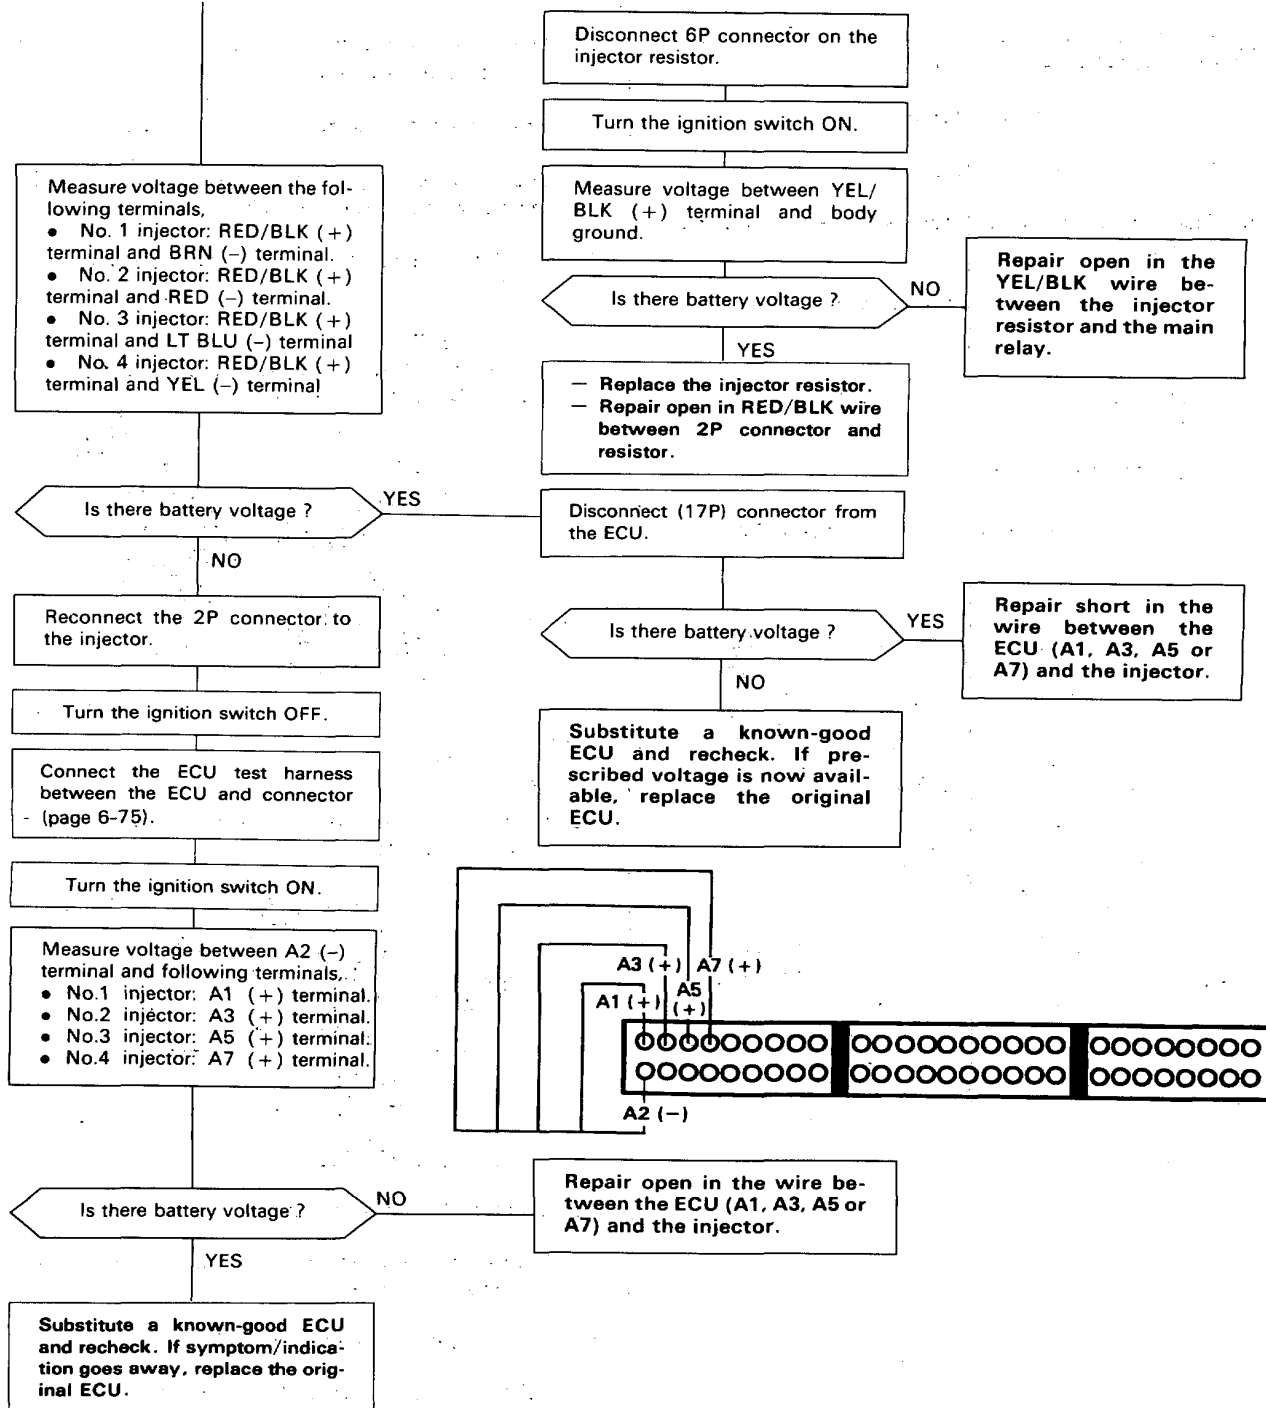 Disconnect 6P connector on the
injector resistor.
Turn the ignition switch ON.
Measure voltage between YEL/
BLK (+) terminal and body
ground.
Is there battery voltage ?
NO
Repair open in the
YEL/BLK wire be-
tween the injector
resistor and the main
relay.
YES
— Replace the injector resistor.
— Repair open in RED/BLK wire
between 2P connector and
resistor.
Measure voltage between the fol-
lowing terminals,
• No. 1 injector: RED/BLK (+)
terminal and BRN (–) terminal.
• No. 2 injector: RED/BLK (+)
terminal and RED (–) terminal.
• No. 3 injector: RED/BLK (+)
terminal and LT BLU (–) terminal
• No. 4 injector: RED/BLK (+)
terminal and YEL (–) terminal
Is there battery voltage ?
YES
Disconnect (17P) connector from
the ECU.
Is there battery voltage ?
YES
Repair short in the
wire between the
ECU (A1, A3, A5 or
A7) and the injector.
NO
Substitute a known-good
ECU and recheck. If pre-
scribed voltage is now avail-
able, replace the original
ECU.
NO
Reconnect the 2P connector to
the injector.
Turn the ignition switch OFF.
Connect the ECU test harness
between the ECU and connector
(page 6-75).
Turn the ignition switch ON.
Measure voltage between A2 (–)
terminal and following terminals,
• No.1 injector: A1 (+) terminal.
• No.2 injector: A3 (+) terminal.
• No.3 injector: A5 (+) terminal.
• No.4 injector: A7 (+) terminal.
A3 (+)
A7 (+)
A1 (+)
A5
(+)
A2 (–)
Is there battery voltage ?
NO
Repair open in the wire be-
tween the ECU (A1, A3, A5 or
A7) and the injector.
YES
Substitute a known-good ECU
and recheck. If symptom/indica-
tion goes away, replace the orig-
inal ECU.